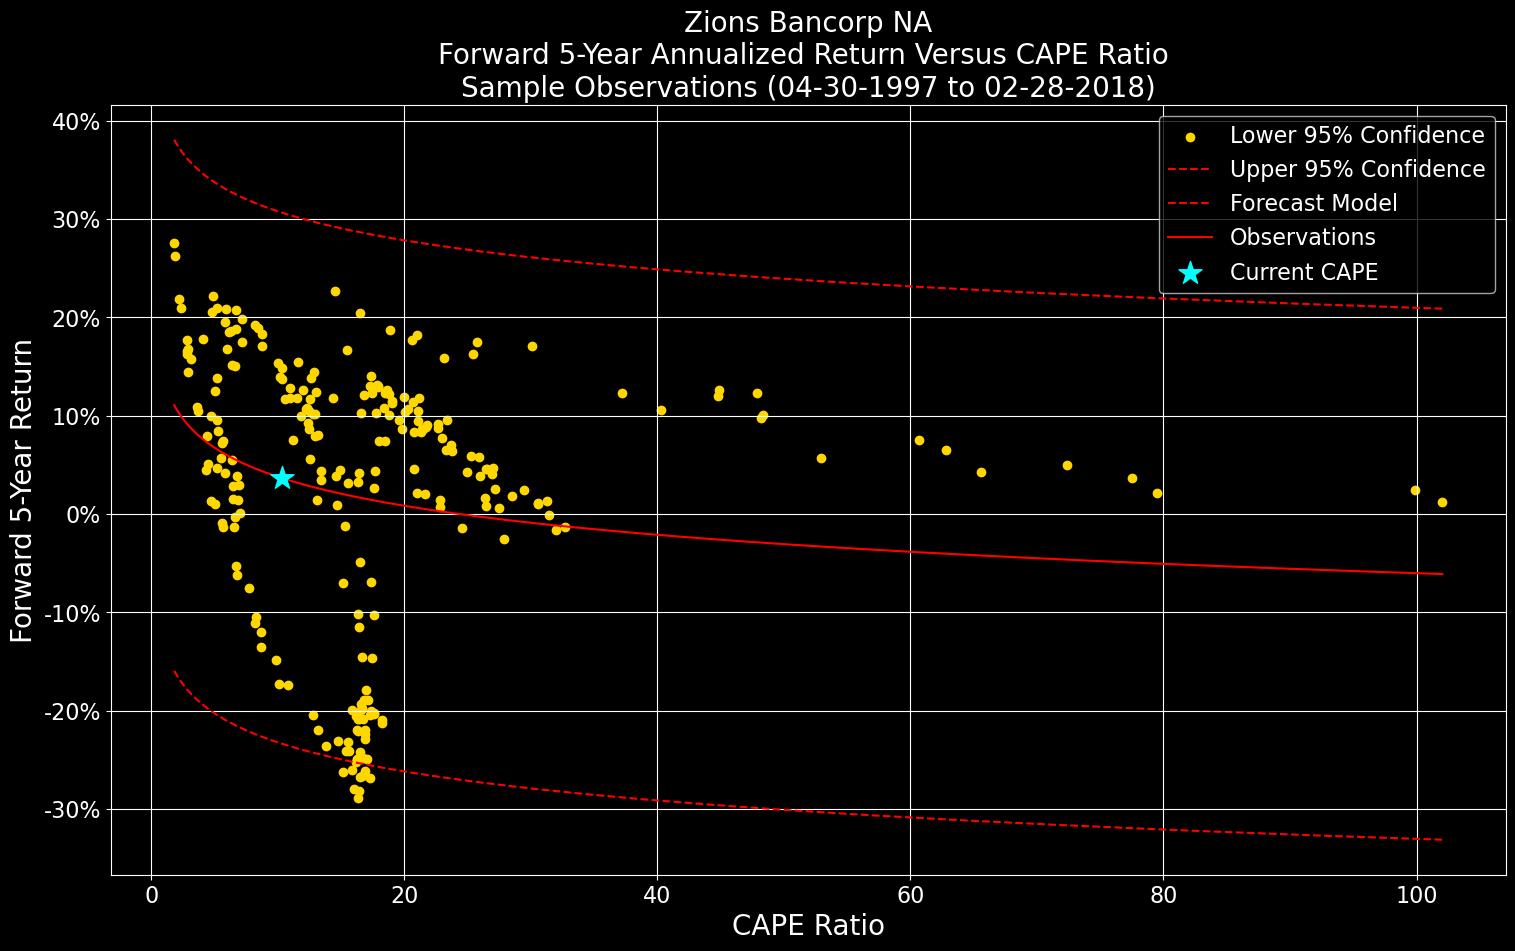 Zions Bancorp NA
Forward 5-Year Annualized Return Versus CAPE Ratio
Sample Observations (04-30-1997 to 02-28-2018)
Lower 95% Confidence
Upper 95% Confidence
Forecast Model
Observations
Current CAPE
Forward 5-Year Return
40%
30%
20%
10%
0%
-10%
-20%
-30%
0 20 40 60 80 100
CAPE Ratio